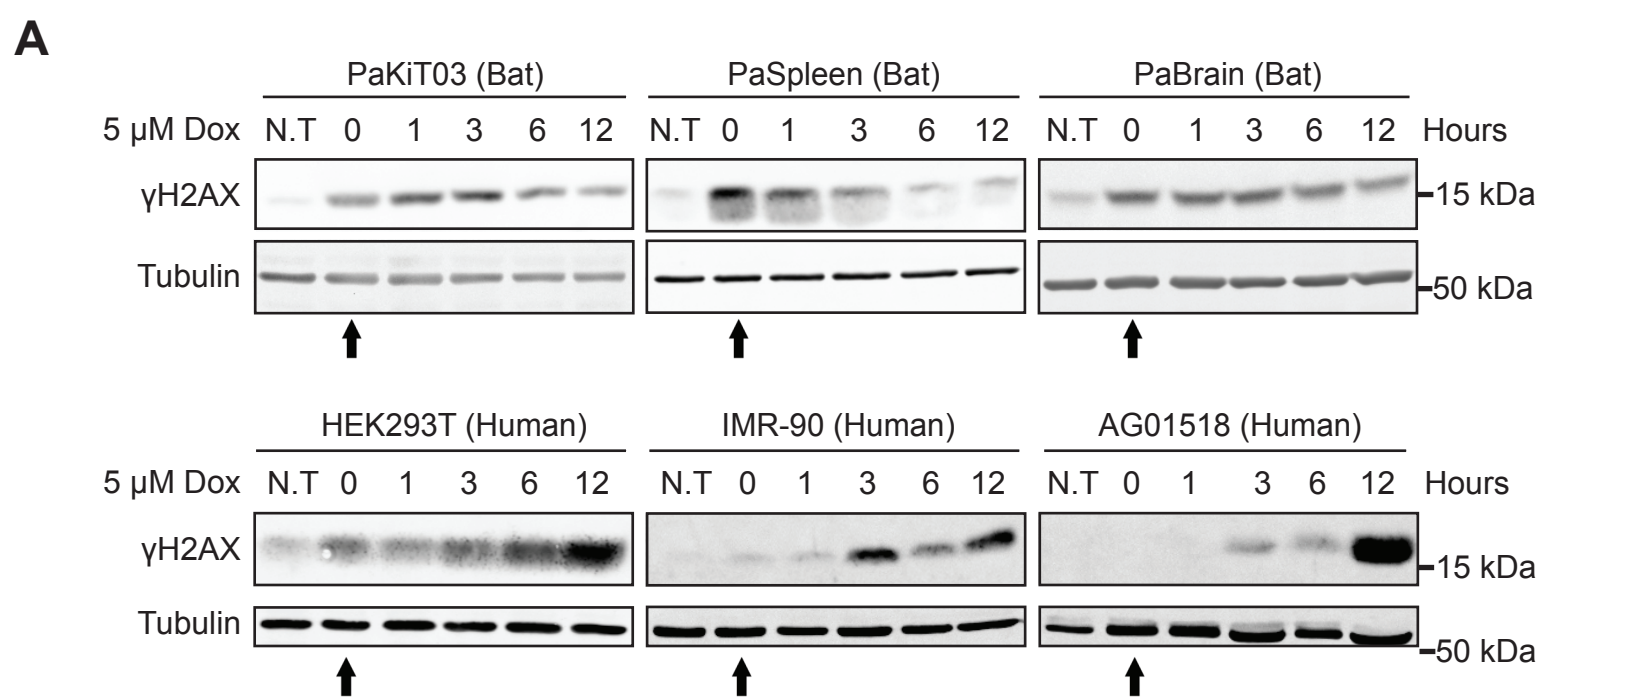 A
PaKiT03 (Bat) PaSpleen (Bat) PaBrain (Bat)
5 µM Dox N.T 0 1 3 6 12 N.T 0 1 3 6 12 N.T 0 1 3 6 12 Hours
γH2AX 15 kDa
Tubulin 50 kDa
HEK293T (Human) IMR-90 (Human) AG01518 (Human)
5 µM Dox N.T 0 1 3 6 12 N.T 0 1 3 6 12 N.T 0 1 3 6 12 Hours
γH2AX 15 kDa
Tubulin 50 kDa